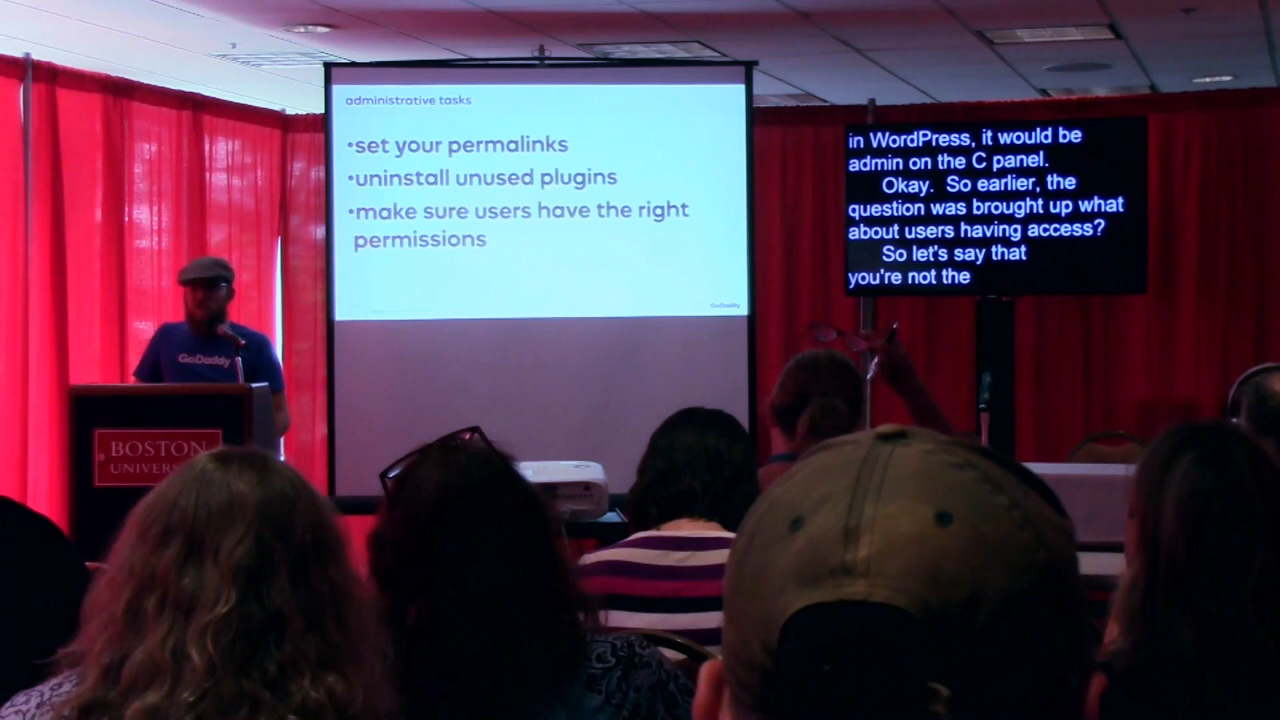 administrative tasks
•set your permalinks
•uninstall unused plugins
•make sure users have the right
permissions
GoDaddy
in WordPress, it would be
admin on the C panel.
Okay. So earlier, the
question was brought up what
about users having access?
So let's say that
you're not the
GoDaddy
BOSTON